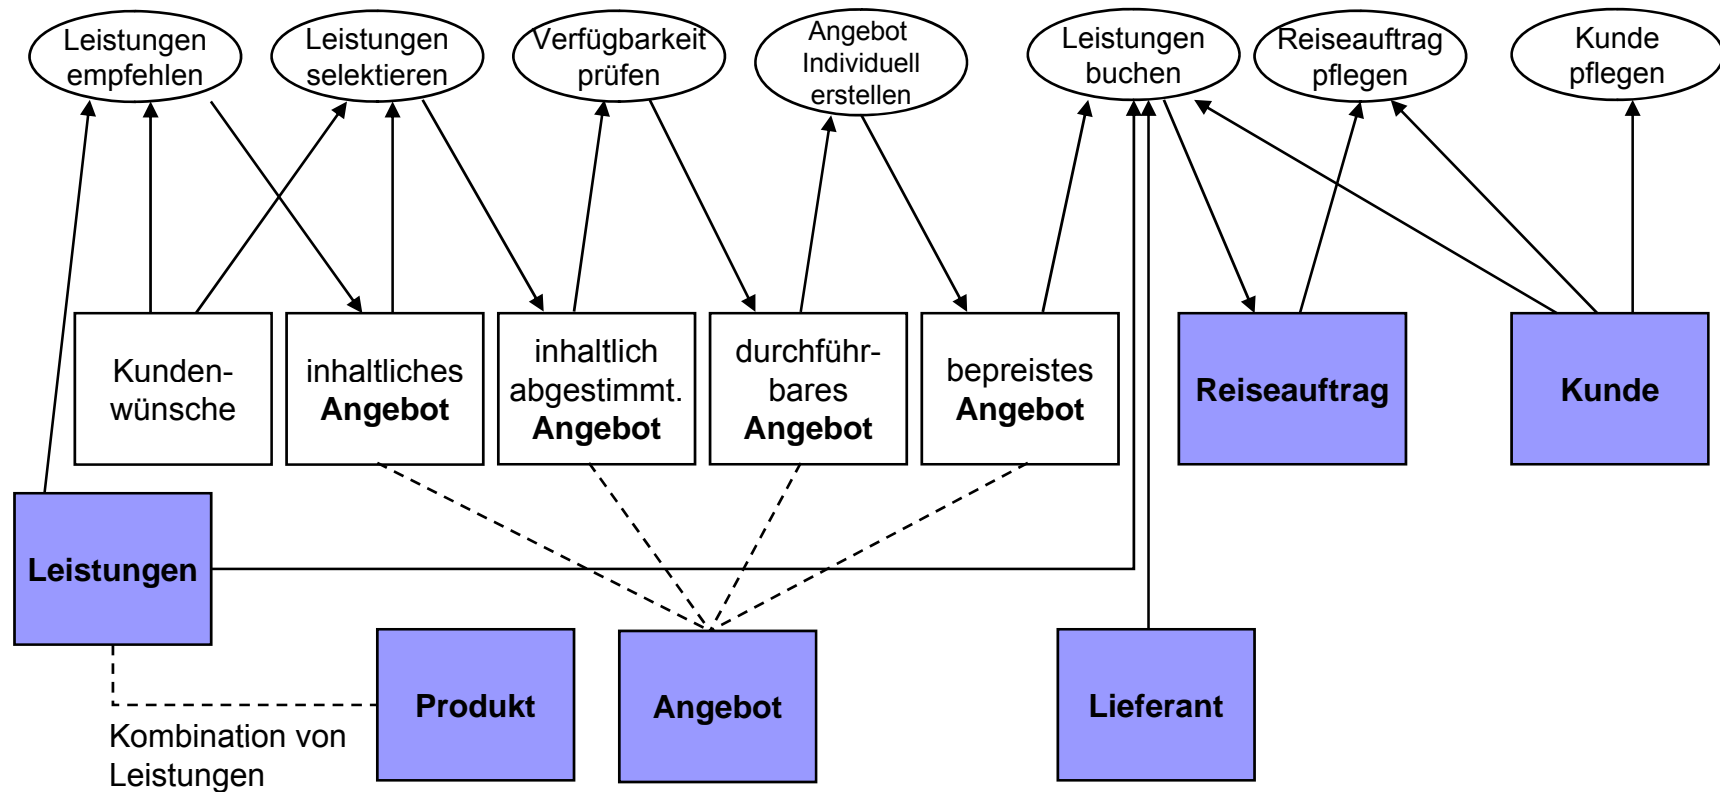 Leistungen
empfehlen
Leistungen
selektieren
Verfügbarkeit
prüfen
Angebot
Individuell
erstellen
Leistungen
buchen
Reiseauftrag
pflegen
Kunde
pflegen
Kunden-
wünsche
inhaltliches
Angebot
inhaltlich
abgestimmt.
Angebot
durchführ-
bares
Angebot
bepreistes
Angebot
Reiseauftrag
Kunde
Leistungen
Produkt
Angebot
Lieferant
Kombination von
Leistungen